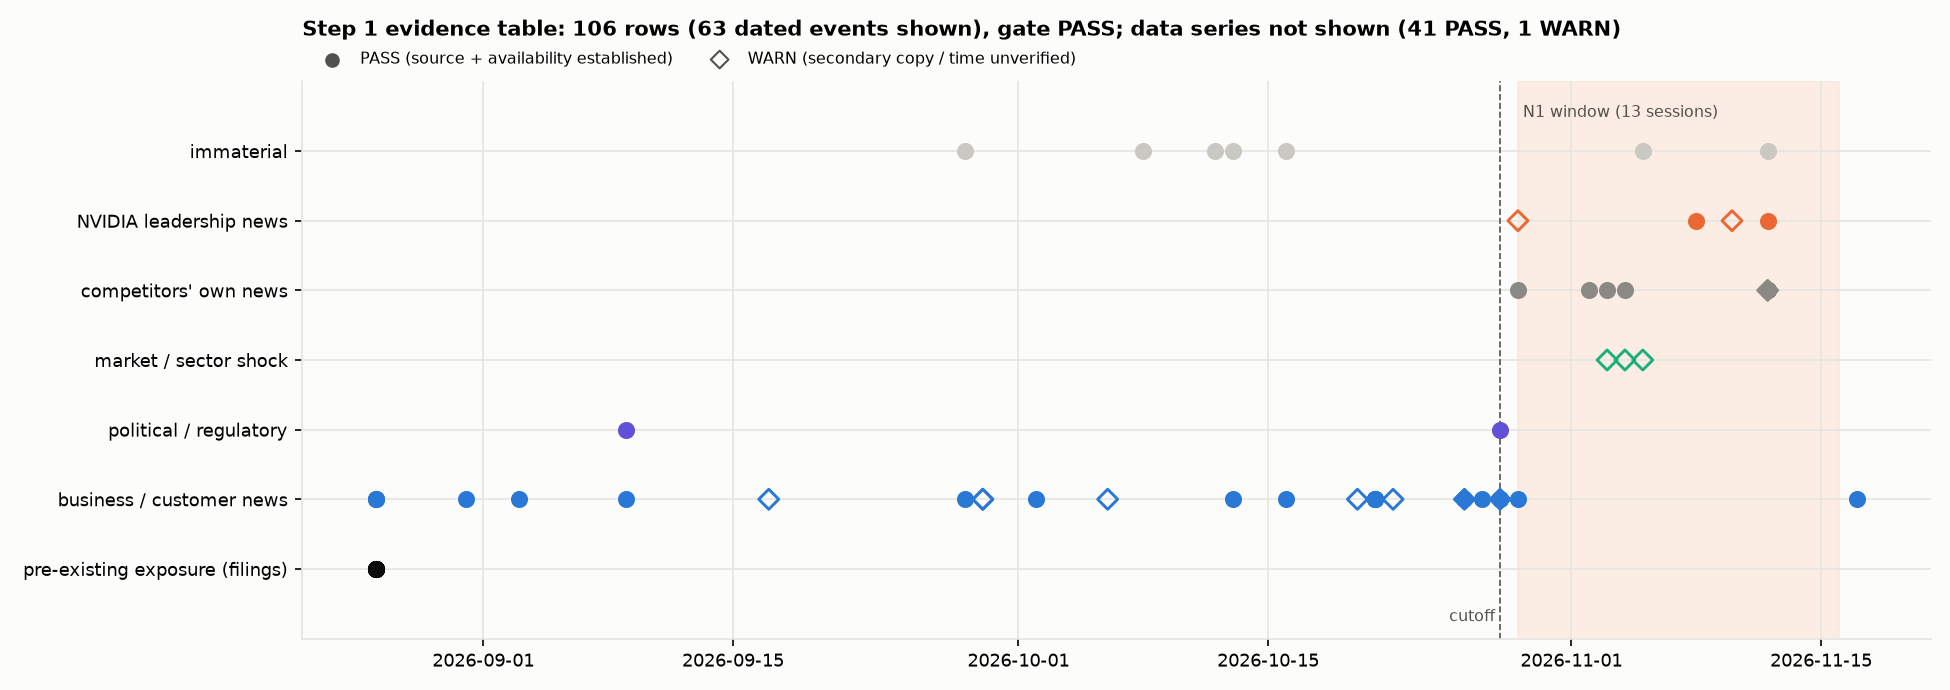 Step 1 evidence table: 106 rows (63 dated events shown), gate PASS; data series not shown (41 PASS, 1 WARN)
PASS (source + availability established)
WARN (secondary copy / time unverified)
N1 window (13 sessions)
immaterial
NVIDIA leadership news
competitors' own news
market / sector shock
political / regulatory
business / customer news
pre-existing exposure (filings)
cutoff
2026-09-01
2026-09-15
2026-10-01
2026-10-15
2026-11-01
2026-11-15